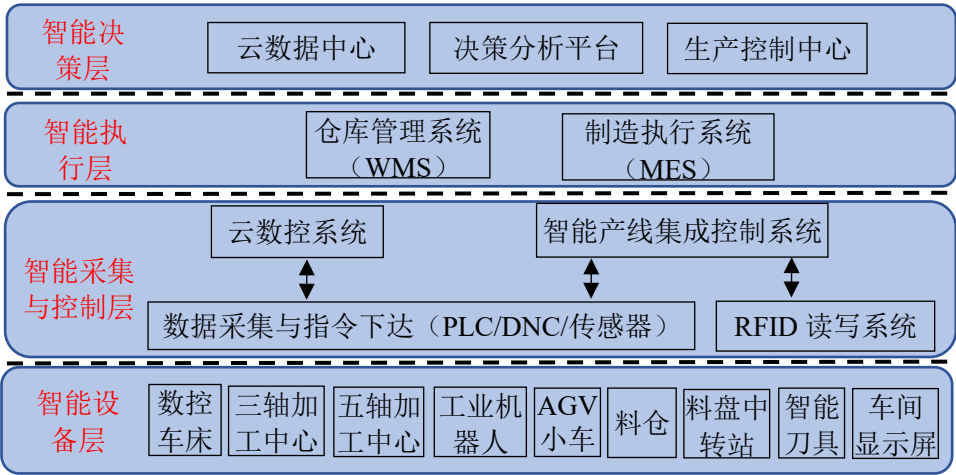 智能决
策层
云数据中心
决策分析平台
生产控制中心
智能执
行层
仓库管理系统
（WMS）
制造执行系统
（MES）
智能采集
与控制层
云数控系统
智能产线集成控制系统
数据采集与指令下达（PLC/DNC/传感器）
RFID 读写系统
智能设
备层
数控
车床
三轴加
工中心
五轴加
工中心
工业机
器人
AGV
小车
料仓
料盘中
转站
智能
刀具
车间
显示屏